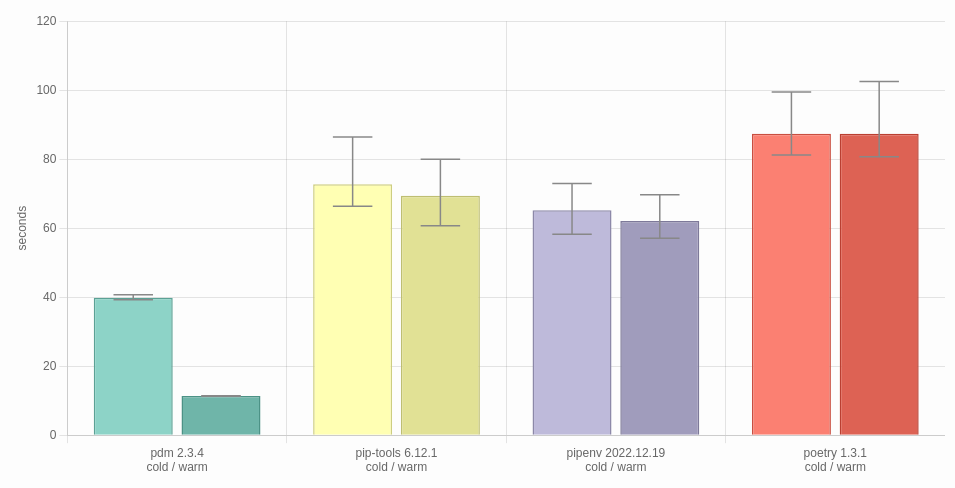 120
100
80
60
40
20
0
seconds
pdm 2.3.4
cold / warm
pip-tools 6.12.1
cold / warm
pipenv 2022.12.19
cold / warm
poetry 1.3.1
cold / warm